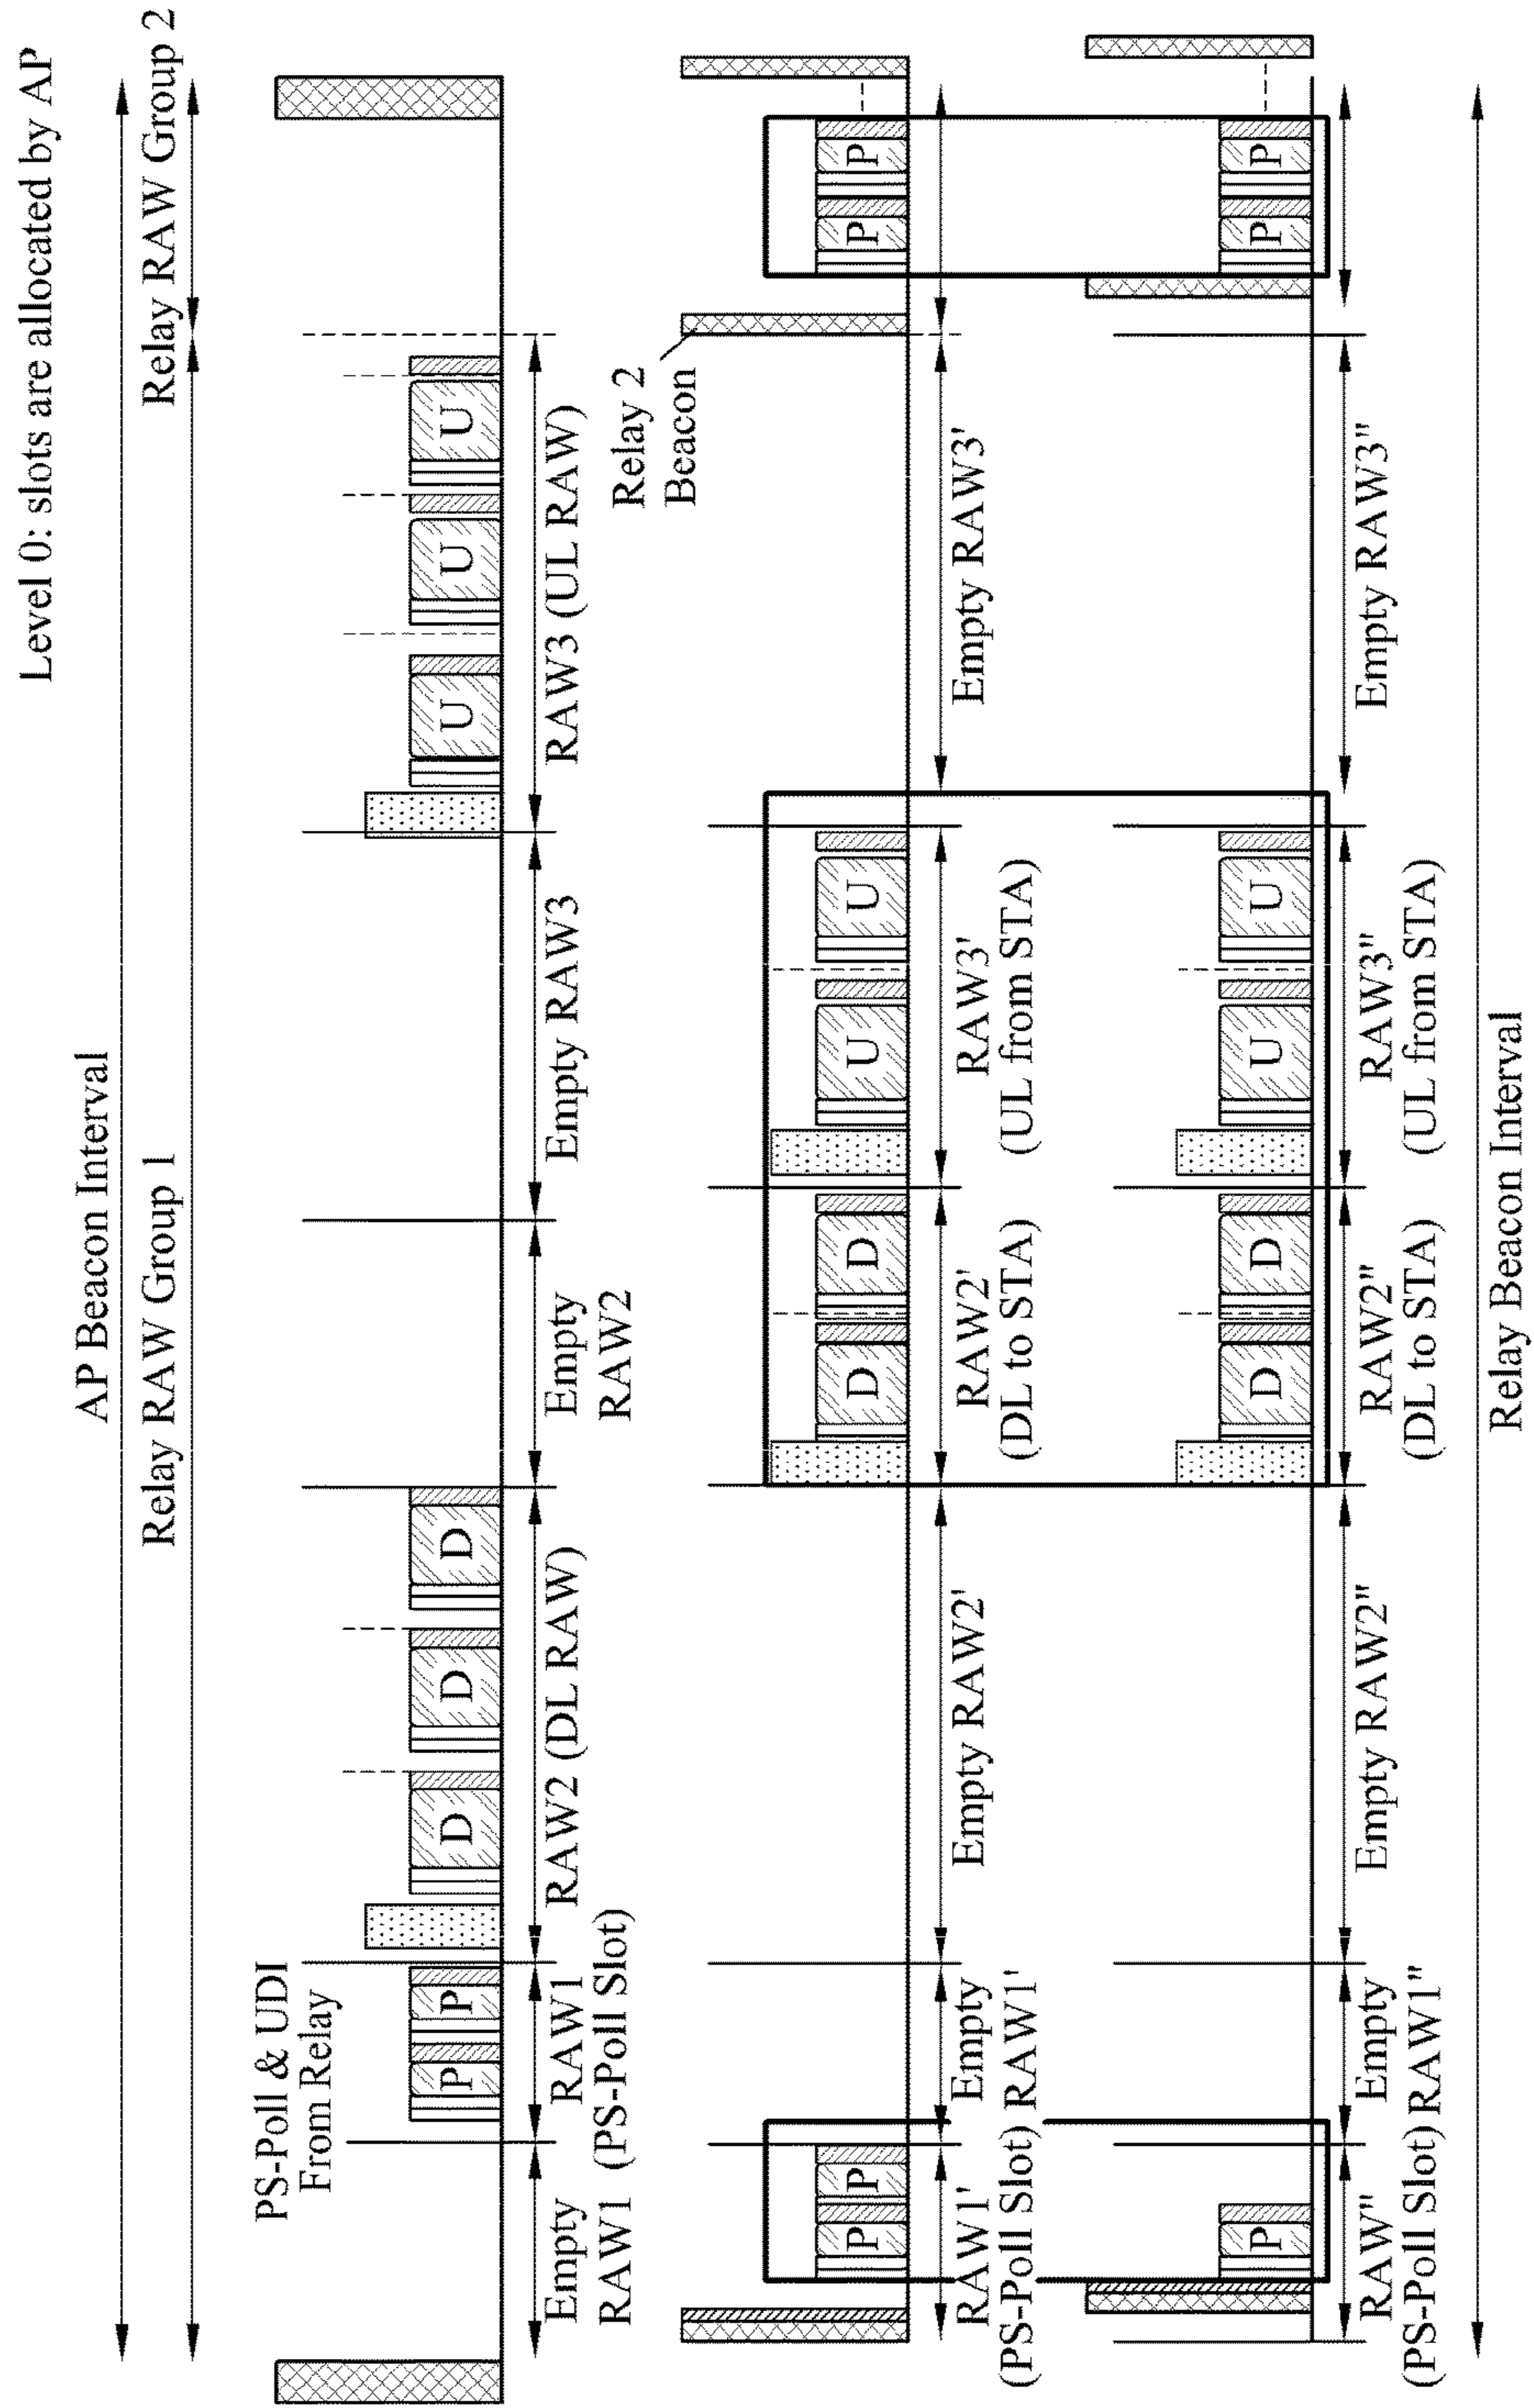 Level 0: slots are allocated by AP
AP Beacon Interval
Relay RAW Group 1
Relay RAW Group 2
PS-Poll & UDI
From Relay
P
P
D
D
D
U
U
U
Empty
RAW1
RAW1
(PS-Poll Slot)
RAW2 (DL RAW)
Empty
RAW2
Empty RAW3
RAW3 (UL RAW)
Relay 2
Beacon
P
P
D
D
U
U
P
P
RAW1'
(PS-Poll Slot)
Empty
RAW1'
Empty RAW2'
RAW2'
(DL to STA)
RAW3'
(UL from STA)
Empty RAW3'
P
D
D
U
U
P
P
RAW"
(PS-Poll Slot)
Empty
RAW1"
Empty RAW2"
RAW2"
(DL to STA)
RAW3"
(UL from STA)
Empty RAW3"
Relay Beacon Interval